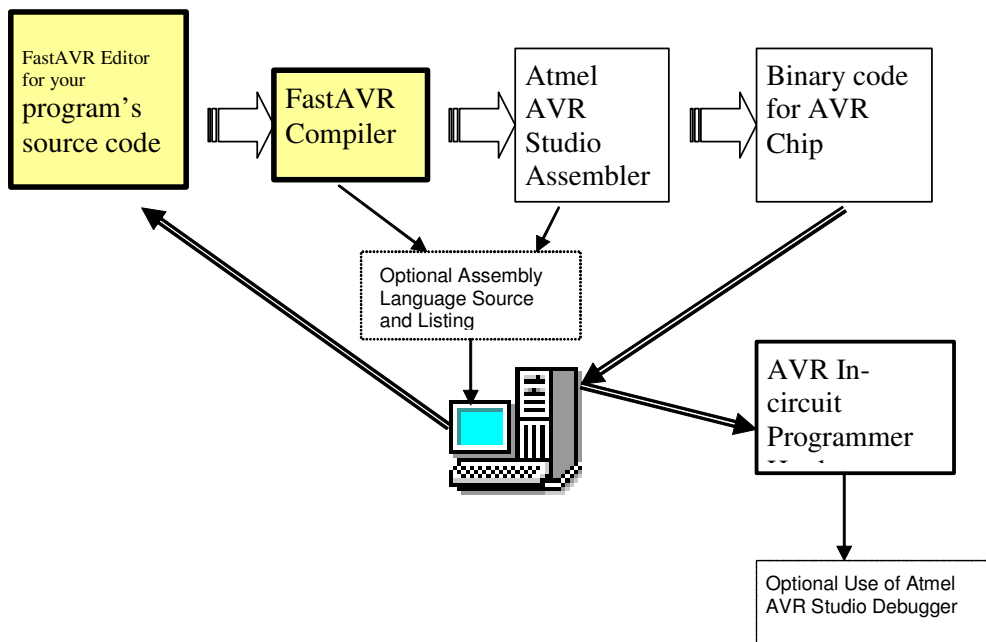 FastAVR Editor
for your
program’s
source code
FastAVR
Compiler
Atmel
AVR
Studio
Assembler
Binary code
for AVR
Chip
Optional Assembly
Language Source
and Listing
AVR In-
circuit
Programmer
Optional Use of Atmel
AVR Studio Debugger